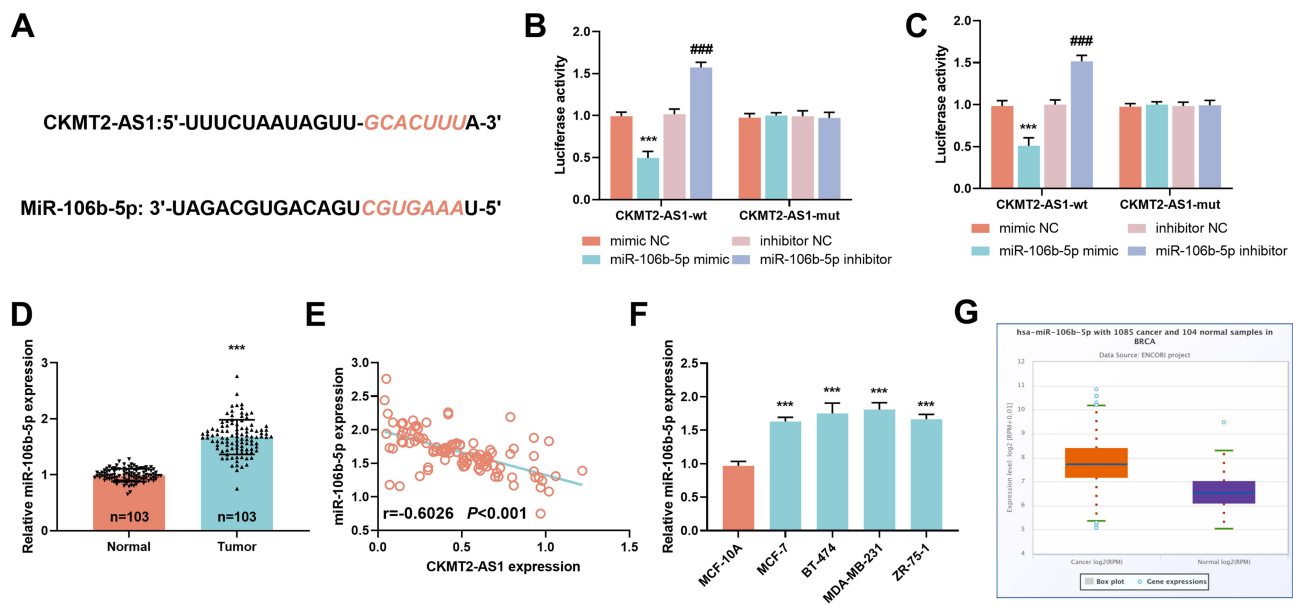 A
CKMT2-AS1:5'-UUUCUAAUAGUU-GCACUUUA-3'
MiR-106b-5p: 3'-UAGACGUGACAGUCGUGAAAU-5'
B
Luciferase activity
2.0
1.5
1.0
0.5
0.0
***
###
CKMT2-AS1-wt
CKMT2-AS1-mut
mimic NC
inhibitor NC
miR-106b-5p mimic
miR-106b-5p inhibitor
C
Luciferase activity
2.0
1.5
1.0
0.5
0.0
***
###
CKMT2-AS1-wt
CKMT2-AS1-mut
mimic NC
inhibitor NC
miR-106b-5p mimic
miR-106b-5p inhibitor
D
Relative miR-106b-5p expression
3
2
1
0
***
n=103
n=103
Normal
Tumor
E
miR-106b-5p expression
3.0
2.5
2.0
1.5
1.0
0.5
r=-0.6026 P<0.001
0.0
0.5
1.0
1.5
CKMT2-AS1 expression
F
Relative miR-106b-5p expression
2.5
2.0
1.5
1.0
0.5
0.0
***
***
***
***
MCF-10A
MCF-7
BT-474
MDA-MB-231
ZR-75-1
G
hsa-miR-106b-5p with 1085 cancer and 104 normal samples in
BRCA
Data Source: ENCORI project
Expression level: log2 [RPM+0.01]
12
11
10
9
8
7
6
5
4
Cancer log2(RPM)
Normal log2(RPM)
Box plot
Gene expressions